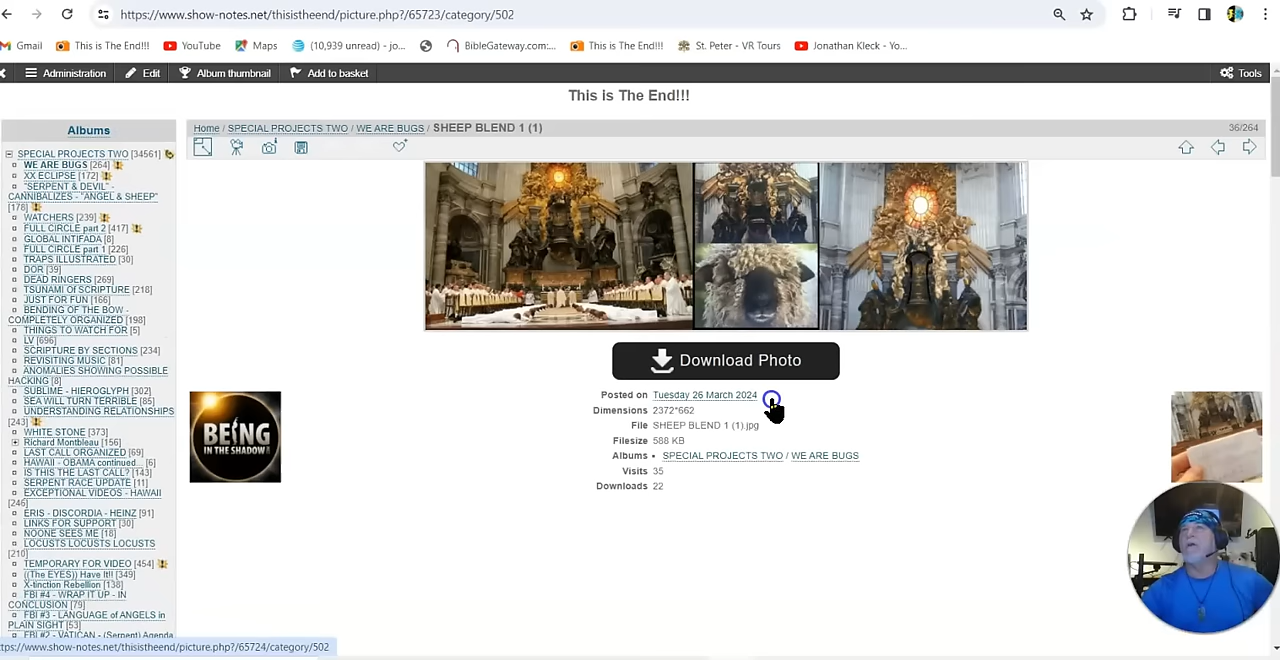 https://www.show-notes.net/thisistheend/picture.php?/65723/category/502
Gmail This is The End!!! YouTube Maps (10,939 unread) - jo... BibleGateway.com:... This is The End!!! St. Peter - VR Tours Jonathan Kleck - Yo...
Administration Edit Album thumbnail Add to basket Tools
This is The End!!!
Albums
Home / SPECIAL PROJECTS TWO / WE ARE BUGS / SHEEP BLEND 1 (1) 36/264
SPECIAL PROJECTS TWO [34561]
WE ARE BUGS [264]
XX ECLIPSE [172]
"SERPENT & DEVIL" -
CANNIBALIZES - "ANGEL & SHEEP"
[178]
WATCHERS [239]
FULL CIRCLE part 2 [417]
GLOBAL INTIFADA [8]
FULL CIRCLE part 1 [226]
TRAPS ILLUSTRATED [30]
DOR [39]
DEAD RINGERS [269]
TSUNAMI Of SCRIPTURE [218]
JUST FOR FUN [166]
BENDING OF THE BOW -
COMPLETELY ORGANIZED [198]
THINGS TO WATCH FOR [5]
LV [696]
SCRIPTURE BY SECTIONS [234]
REVISITING MUSIC [81]
ANOMALIES SHOWING POSSIBLE
HACKING [8]
SUBLIME - HIEROGLYPH [302]
SEA WILL TURN TERRIBLE [85]
UNDERSTANDING RELATIONSHIPS
[243]
WHITE STONE [373]
Richard Montbleau [156]
LAST CALL ORGANIZED [69]
HAWAII - OBAMA continued... [6]
IS THIS THE LAST CALL? [143]
SERPENT RACE UPDATE [11]
EXCEPTIONAL VIDEOS - HAWAII
[246]
ERIS - DISCORDIA - HEINZ [91]
LINKS FOR SUPPORT [30]
NOONE SEES ME [18]
LOCUSTS LOCUSTS LOCUSTS
[210]
TEMPORARY FOR VIDEO [454]
((The EYES)) Have It!! [349]
X-tinction Rebellion [138]
FBI #4 - WRAP IT UP - IN
CONCLUSION [79]
FBI #3 - LANGUAGE of ANGELS in
PLAIN SIGHT [53]
FBI #2 - VATICAN - (Serpent) Agenda
Download Photo
Posted on Tuesday 26 March 2024
Dimensions 2372*662
File SHEEP BLEND 1 (1).jpg
Filesize 588 KB
Albums SPECIAL PROJECTS TWO / WE ARE BUGS
Visits 35
Downloads 22
BEING
IN THE SHADOW
ttps://www.show-notes.net/thisistheend/picture.php?/65724/category/502